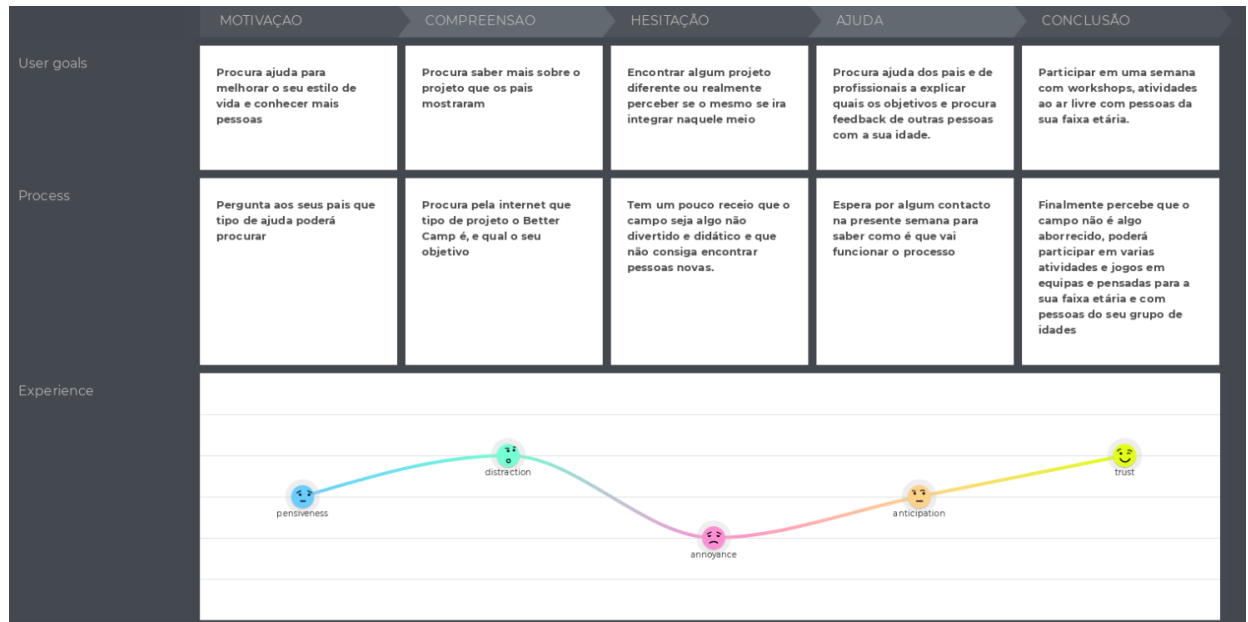 MOTIVAÇAO
COMPREENSAO
HESITAÇÃO
AJUDA
CONCLUSÃO
User goals
Procura ajuda para
melhorar o seu estilo de
vida e conhecer mais
pessoas
Procura saber mais sobre o
projeto que os pais
mostraram
Encontrar algum projeto
diferente ou realmente
perceber se o mesmo se ira
integrar naquele meio
Procura ajuda dos pais e de
profissionais a explicar
quais os objetivos e procura
feedback de outras pessoas
com a sua idade.
Participar em uma semana
com workshops, atividades
ao ar livre com pessoas da
sua faixa etária.
Process
Pergunta aos seus pais que
tipo de ajuda poderá
procurar
Procura pela internet que
tipo de projeto o Better
Camp é, e qual o seu
objetivo
Tem um pouco receio que o
campo seja algo não
divertido e didático e que
não consiga encontrar
pessoas novas.
Espera por algum contacto
na presente semana para
saber como é que vai
funcionar o processo
Finalmente percebe que o
campo não é algo
aborrecido, poderá
participar em varias
atividades e jogos em
equipas e pensadas para a
sua faixa etária e com
pessoas do seu grupo de
idades
Experience
pensiveness
distraction
annoyance
anticipation
trust